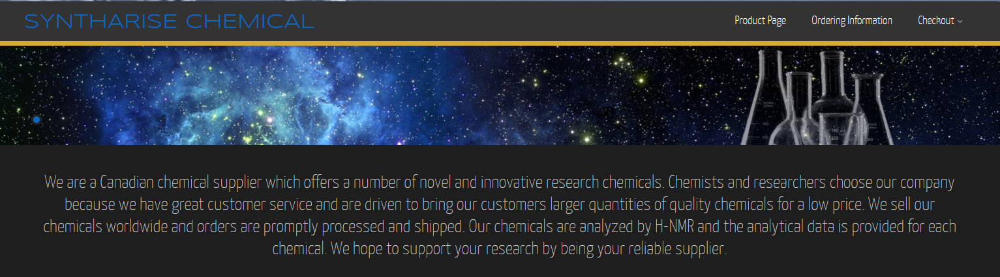 SYNTHARISE CHEMICAL
Product Page
Ordering Information
Checkout
We are a Canadian chemical supplier which offers a number of novel and innovative research chemicals. Chemists and researchers choose our company
because we have great customer service and are driven to bring our customers larger quantities of quality chemicals for a low price. We sell our
chemicals worldwide and orders are promptly processed and shipped. Our chemicals are analyzed by H-NMR and the analytical data is provided for each
chemical. We hope to support your research by being your reliable supplier.